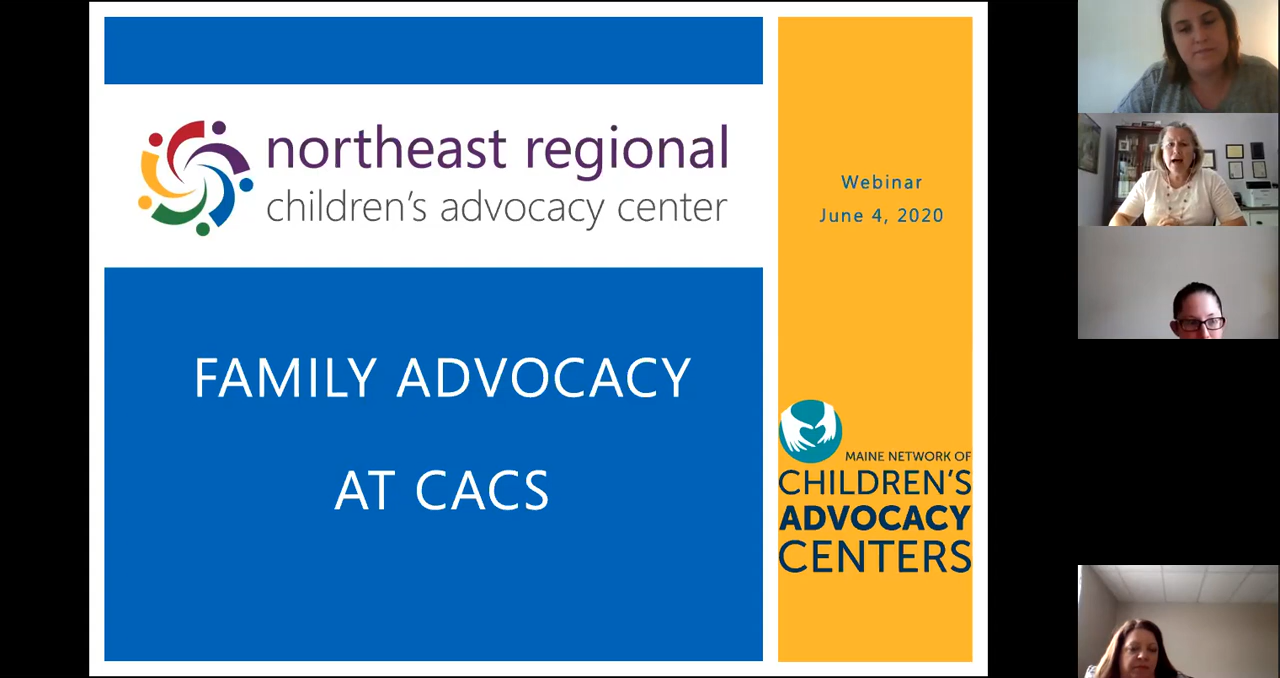 northeast regional
children's advocacy center
FAMILY ADVOCACY
AT CACS
Webinar
June 4, 2020
MAINE NETWORK OF
CHILDREN'S
ADVOCACY
CENTERS